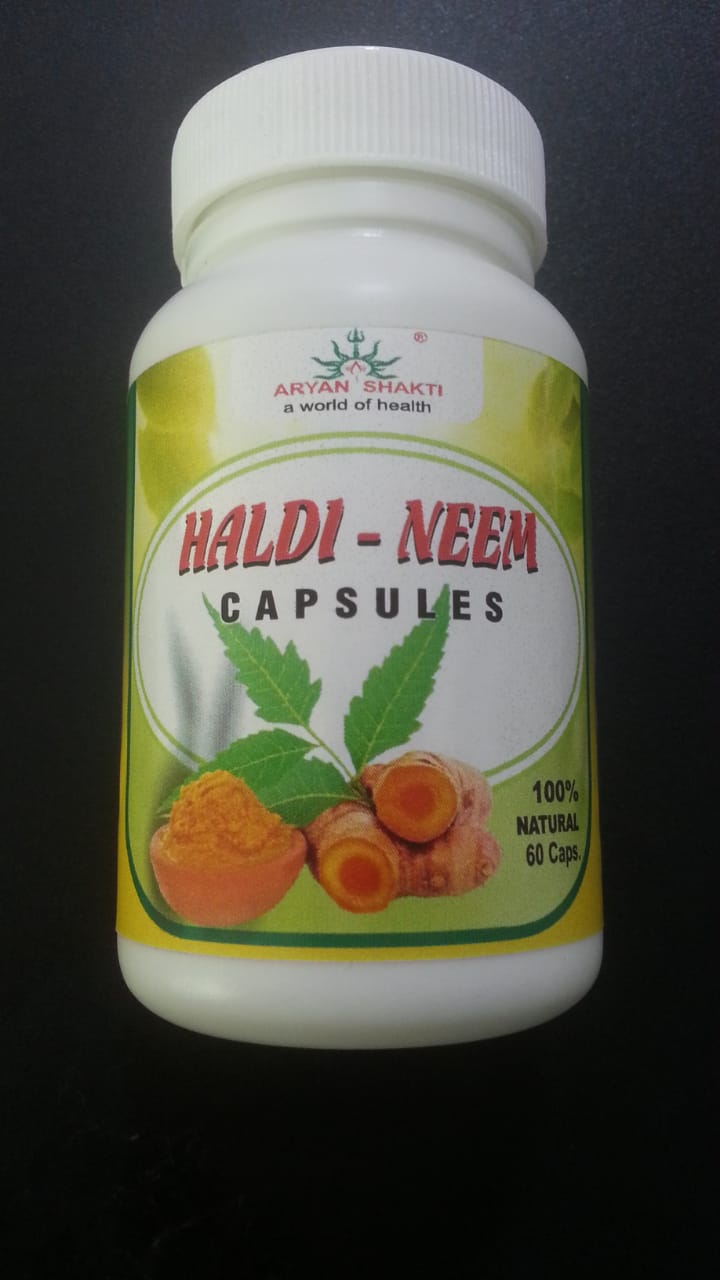 ®
ARYAN SHAKTI
a world of health
HALDI - NEEM
CAPSULES
100%
NATURAL
60 Caps.